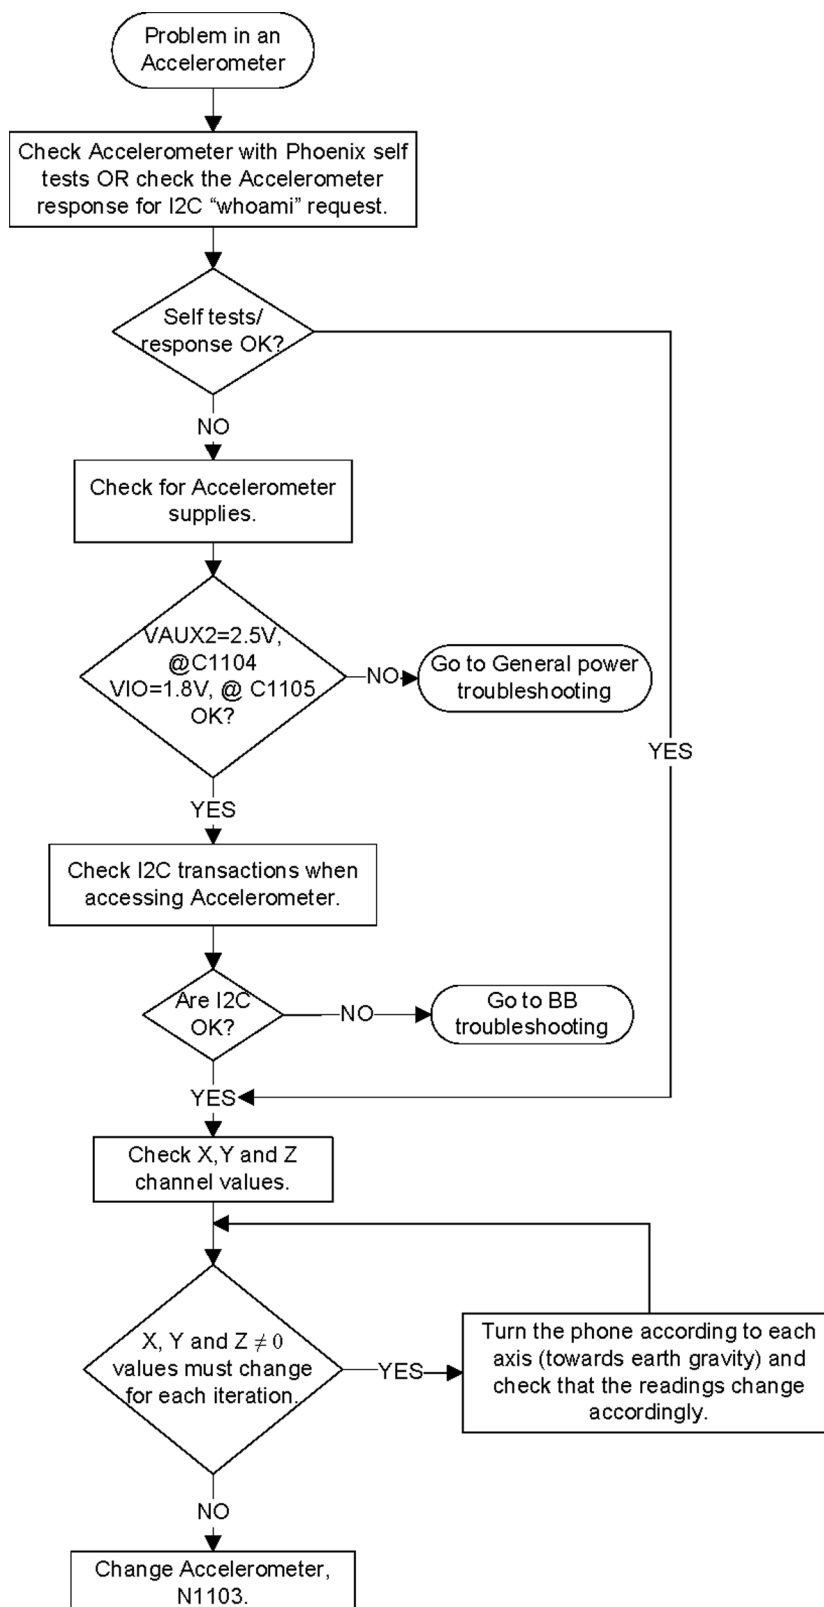 Problem in an
Accelerometer
Check Accelerometer with Phoenix self
tests OR check the Accelerometer
response for I2C “whoami” request.
Self tests/
response OK?
NO
Check for Accelerometer
supplies.
VAUX2=2.5V,
@C1104
VIO=1.8V, @ C1105
OK?
NO
Go to General power
troubleshooting
YES
YES
Check I2C transactions when
accessing Accelerometer.
Are I2C
OK?
NO
Go to BB
troubleshooting
YES
Check X,Y and Z
channel values.
X, Y and Z ≠ 0
values must change
for each iteration.
YES
Turn the phone according to each
axis (towards earth gravity) and
check that the readings change
accordingly.
NO
Change Accelerometer,
N1103.